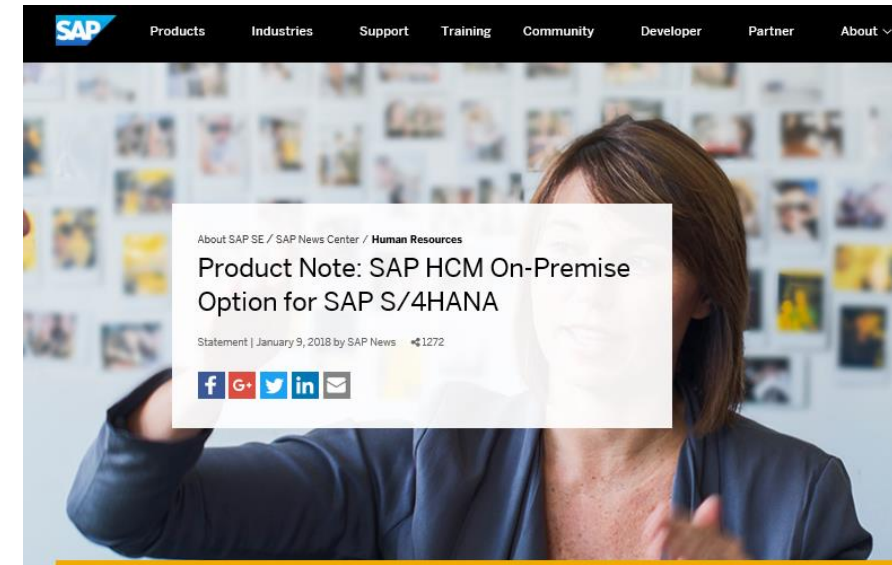 SAP
Products Industries Support Training Community Developer Partner About
About SAP SE / SAP News Center / Human Resources
Product Note: SAP HCM On-Premise
Option for SAP S/4HANA
Statement | January 9, 2018 by SAP News 1272
f G+ in